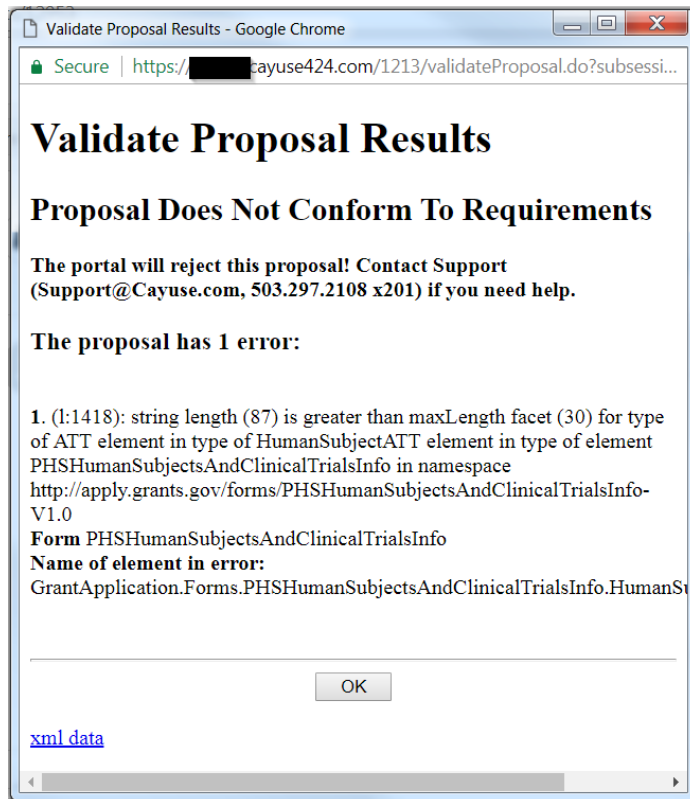 Validate Proposal Results - Google Chrome
Secure | https:// cayuse424.com/1213/validateProposal.do?subsessi...
Validate Proposal Results
Proposal Does Not Conform To Requirements
The portal will reject this proposal! Contact Support
(Support@Cayuse.com, 503.297.2108 x201) if you need help.
The proposal has 1 error:
1. (l:1418): string length (87) is greater than maxLength facet (30) for type
of ATT element in type of HumanSubjectATT element in type of element
PHSHumanSubjectsAndClinicalTrialsInfo in namespace
http://apply.grants.gov/forms/PHSHumanSubjectsAndClinicalTrialsInfo-
V1.0
Form PHSHumanSubjectsAndClinicalTrialsInfo
Name of element in error:
GrantApplication.Forms.PHSHumanSubjectsAndClinicalTrialsInfo.HumanSu
OK
xml data